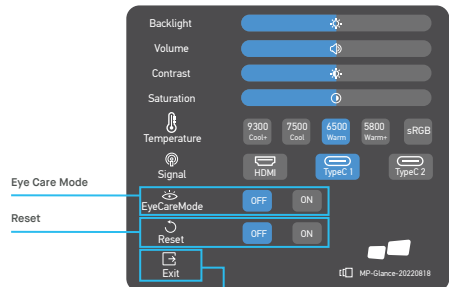 Backlight
Volume
Contrast
Saturation
Temperature
9300 Cool+
7500 Cool
6500 Warm
5800 Warm+
sRGB
Signal
HDMI
TypeC 1
TypeC 2
Eye Care Mode
EyeCareMode
OFF
ON
Reset
Reset
OFF
ON
Exit
MP-Glance-20220818